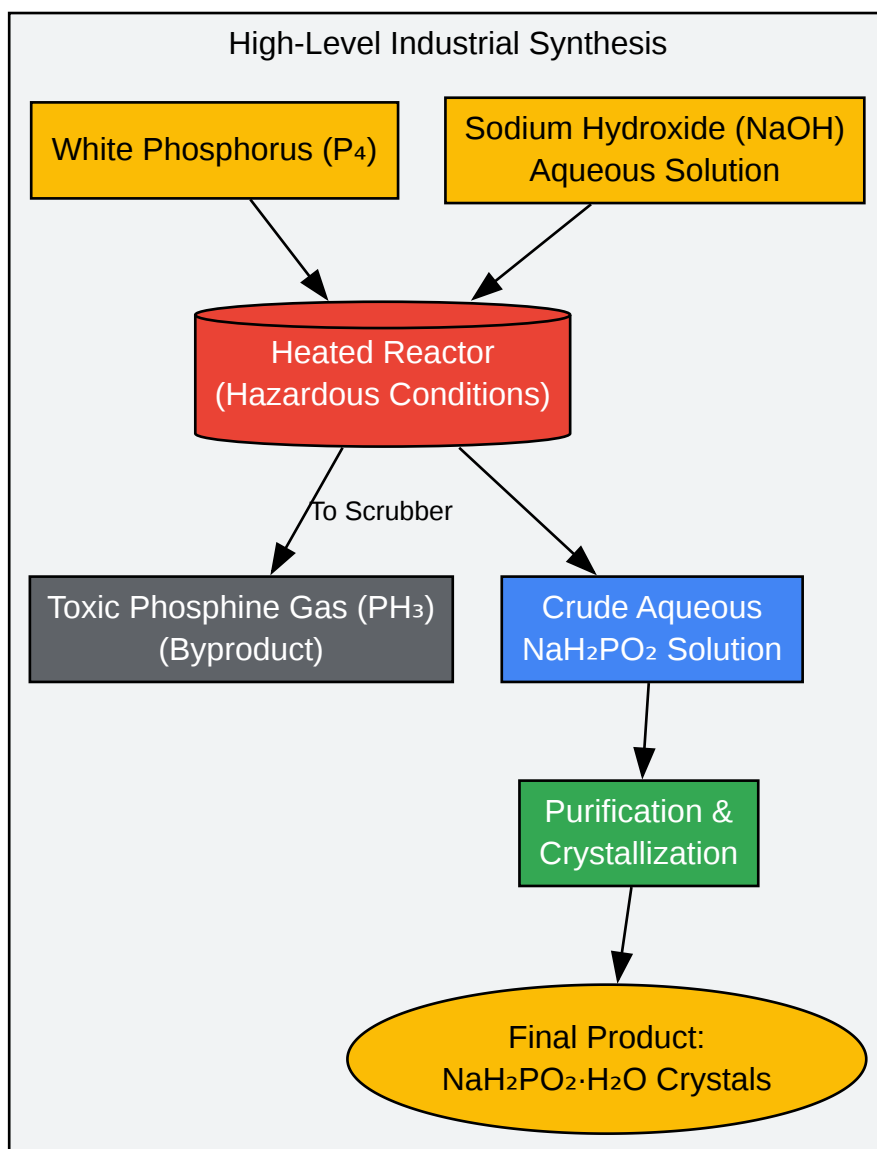 High-Level Industrial Synthesis
White Phosphorus (P₄)
Sodium Hydroxide (NaOH)
Aqueous Solution
Heated Reactor
(Hazardous Conditions)
To Scrubber
Toxic Phosphine Gas (PH₃)
(Byproduct)
Crude Aqueous
NaH₂PO₂ Solution
Purification &
Crystallization
Final Product:
NaH₂PO₂·H₂O Crystals